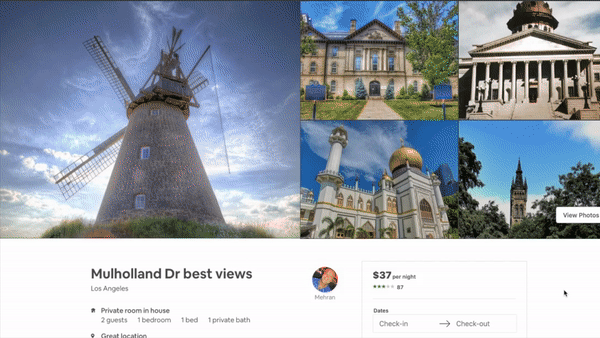 View Photos
Mulholland Dr best views
Los Angeles
Mehran
Private room in house
2 guests 1 bedroom 1 bed 1 private bath
Great location
$37 per night
87
Dates
Check-in → Check-out